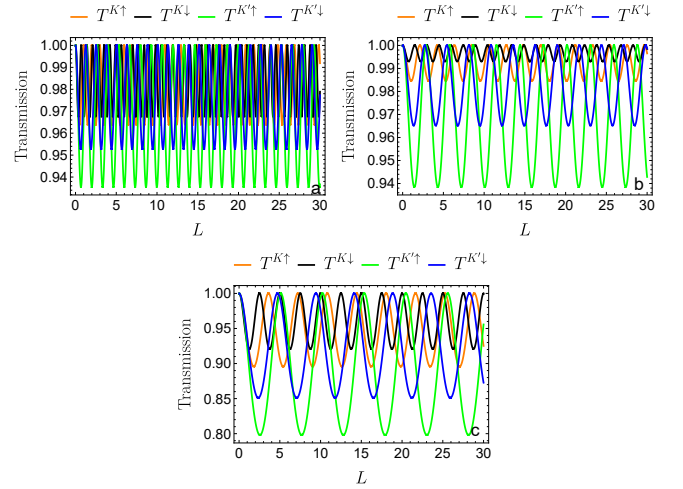 T^{K↑} T^{K↓} T^{K'↑} T^{K'↓} T^{K↑} T^{K↓} T^{K'↑} T^{K'↓}
1.00
0.99
0.98
0.97
0.96
0.95
0.94
Transmission
a
0 5 10 15 20 25 30
L
1.00
0.99
0.98
0.97
0.96
0.95
0.94
Transmission
b
0 5 10 15 20 25 30
L
T^{K↑} T^{K↓} T^{K'↑} T^{K'↓}
1.00
0.95
0.90
0.85
0.80
Transmission
c
0 5 10 15 20 25 30
L